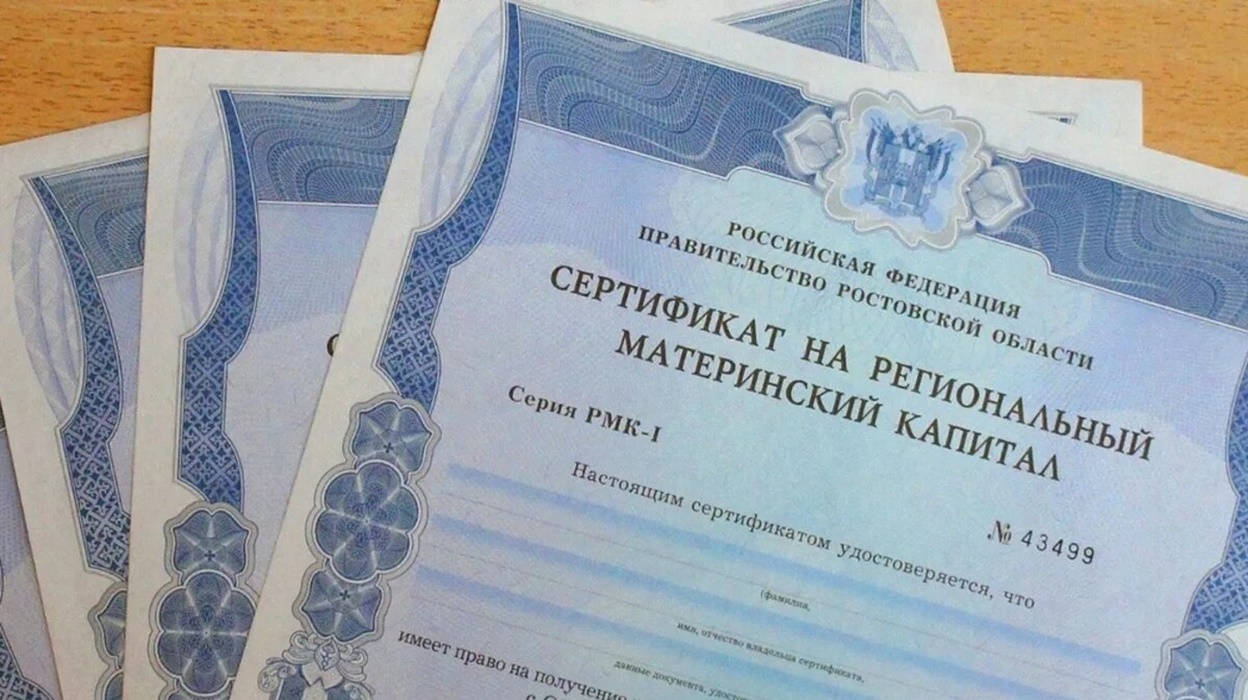 РОССИЙСКАЯ ФЕДЕРАЦИЯ
ПРАВИТЕЛЬСТВО РОСТОВСКОЙ ОБЛАСТИ
СЕРТИФИКАТ НА РЕГИОНАЛЬНЫЙ
МАТЕРИНСКИЙ КАПИТАЛ
Серия РМК-I
№ 43499
Настоящим сертификатом удостоверяется, что
(фамилия,
имя, отчество владельца сертификата,
данные документа,
имеет право на получение